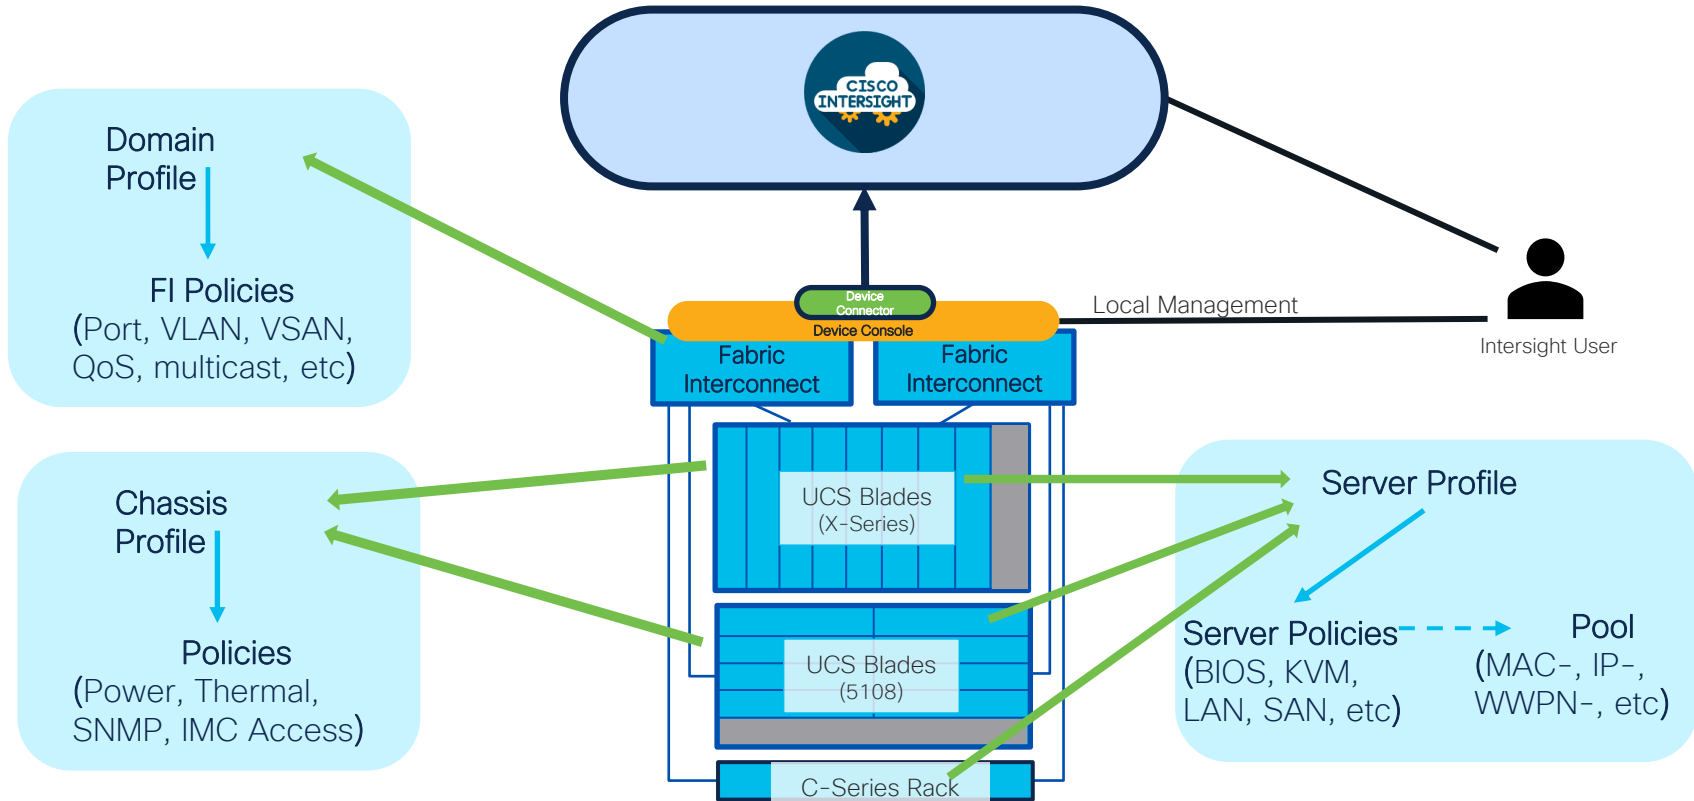 CISCO
INTERSIGHT
Domain
Profile
FI Policies
(Port, VLAN, VSAN,
QoS, multicast, etc)
Device
Connector
Device Console
Local Management
Intersight User
Fabric
Interconnect
Fabric
Interconnect
Chassis
Profile
Policies
(Power, Thermal,
SNMP, IMC Access)
UCS Blades
(X-Series)
UCS Blades
(5108)
C-Series Rack
Server Profile
Server Policies
(BIOS, KVM,
LAN, SAN, etc)
Pool
(MAC-, IP-,
WWPN-, etc)